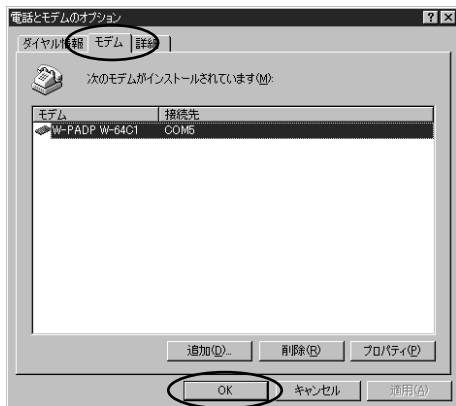 電話とモデムのオプション
ダイヤル情報 モデム 詳細
次のモデムがインストールされています(M):
モデム 接続先
W-PADP W-64C1 COM5
追加(D)... 削除(R) プロパティ(P)
OK キャンセル 適用(A)